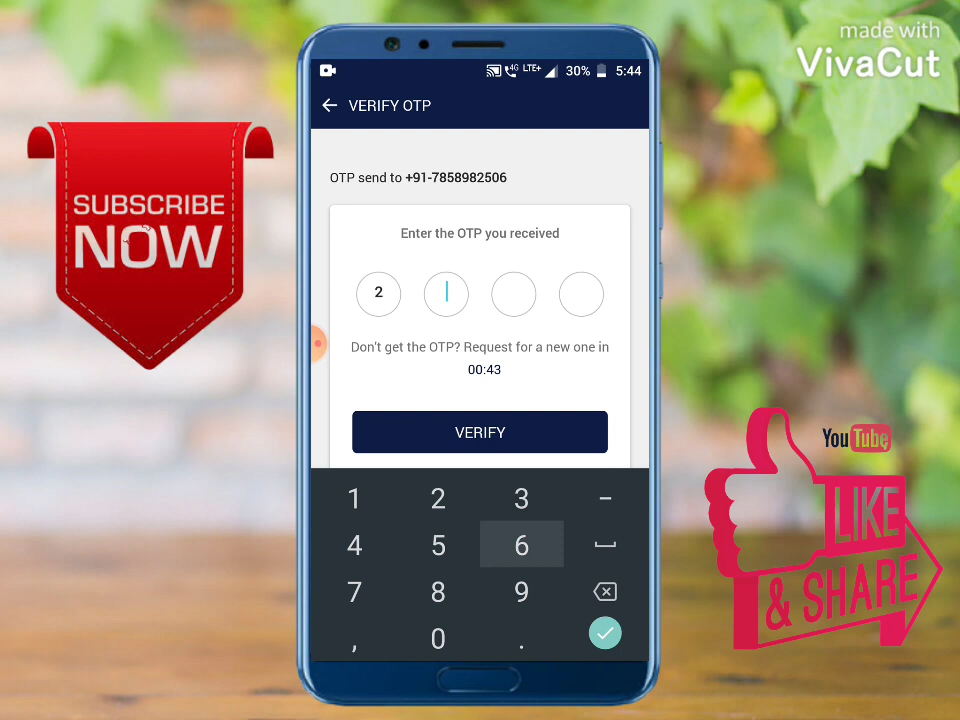 made with
VivaCut
4G LTE+ 30% 5:44
VERIFY OTP
OTP send to +91-7858982506
SUBSCRIBE
NOW
Enter the OTP you received
2
Don't get the OTP? Request for a new one in
00:43
VERIFY
YouTube
LIKE
& SHARE
1 2 3 -
4 5 6
7 8 9
, 0 .